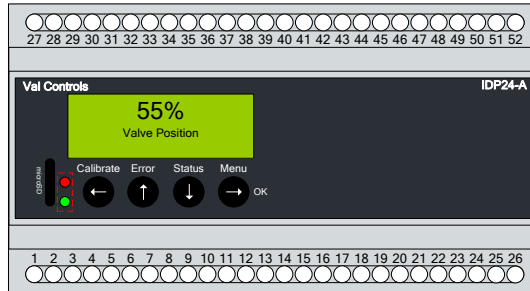 27 28 29 30 31 32 33 34 35 36 37 38 39 40 41 42 43 44 45 46 47 48 49 50 51 52
Val Controls IDP24-A
55%
Valve Position
microSD
Calibrate Error Status Menu
← ↑ ↓ → OK
1 2 3 4 5 6 7 8 9 10 11 12 13 14 15 16 17 18 19 20 21 22 23 24 25 26